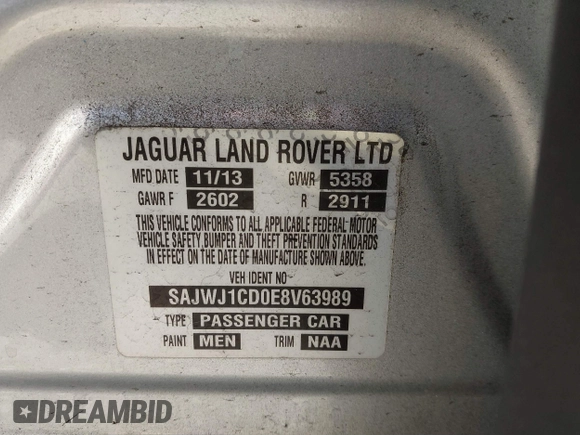 JAGUAR LAND ROVER LTD
MFD DATE 11/13 GVWR 5358
GAWR F 2602 R 2911
THIS VEHICLE CONFORMS TO ALL APPLICABLE FEDERAL MOTOR
VEHICLE SAFETY,BUMPER AND THEFT PREVENTION STANDARDS
IN EFFECT ON THE DATE OF MANUFACTURE SHOWN ABOVE.
VEH IDENT NO
SAJWJ1CD0E8V63989
TYPE PASSENGER CAR
PAINT MEN TRIM NAA
DREAMBID